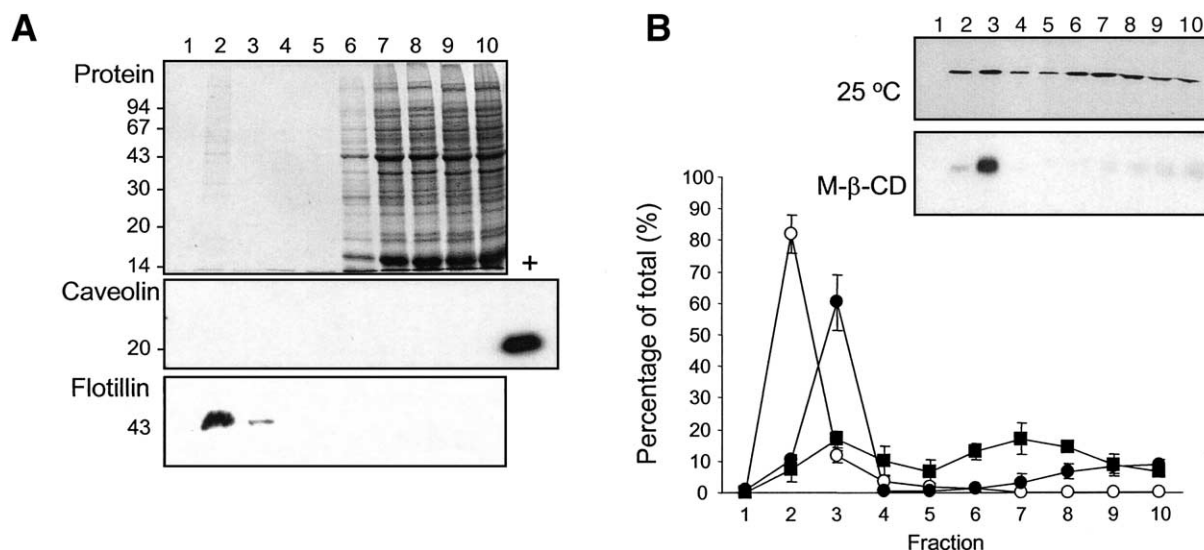 A
1 2 3 4 5 6 7 8 9 10
Protein
94
67
43
30
20
14
+
Caveolin
20
Flotillin
43
B
1 2 3 4 5 6 7 8 9 10
25 ºC
M-β-CD
Percentage of total (%)
100
90
80
70
60
50
40
30
20
10
0
1 2 3 4 5 6 7 8 9 10
Fraction